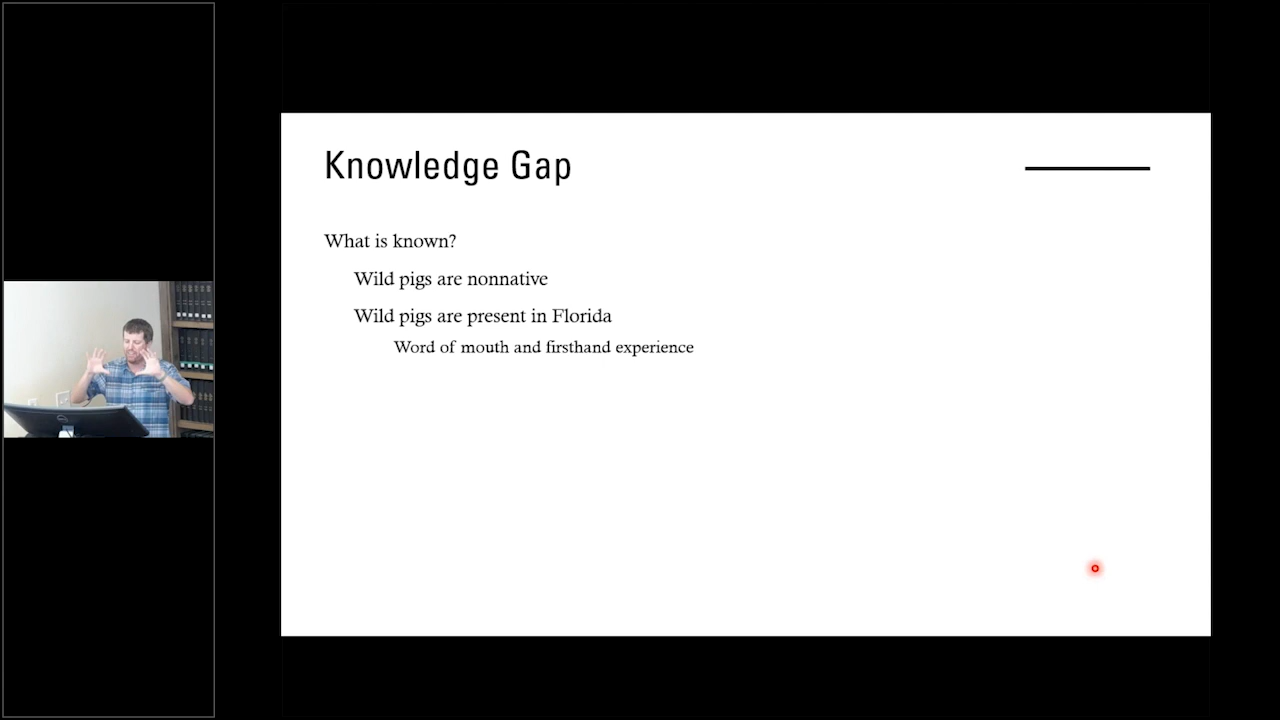 Knowledge Gap
What is known?
Wild pigs are nonnative
Wild pigs are present in Florida
Word of mouth and firsthand experience